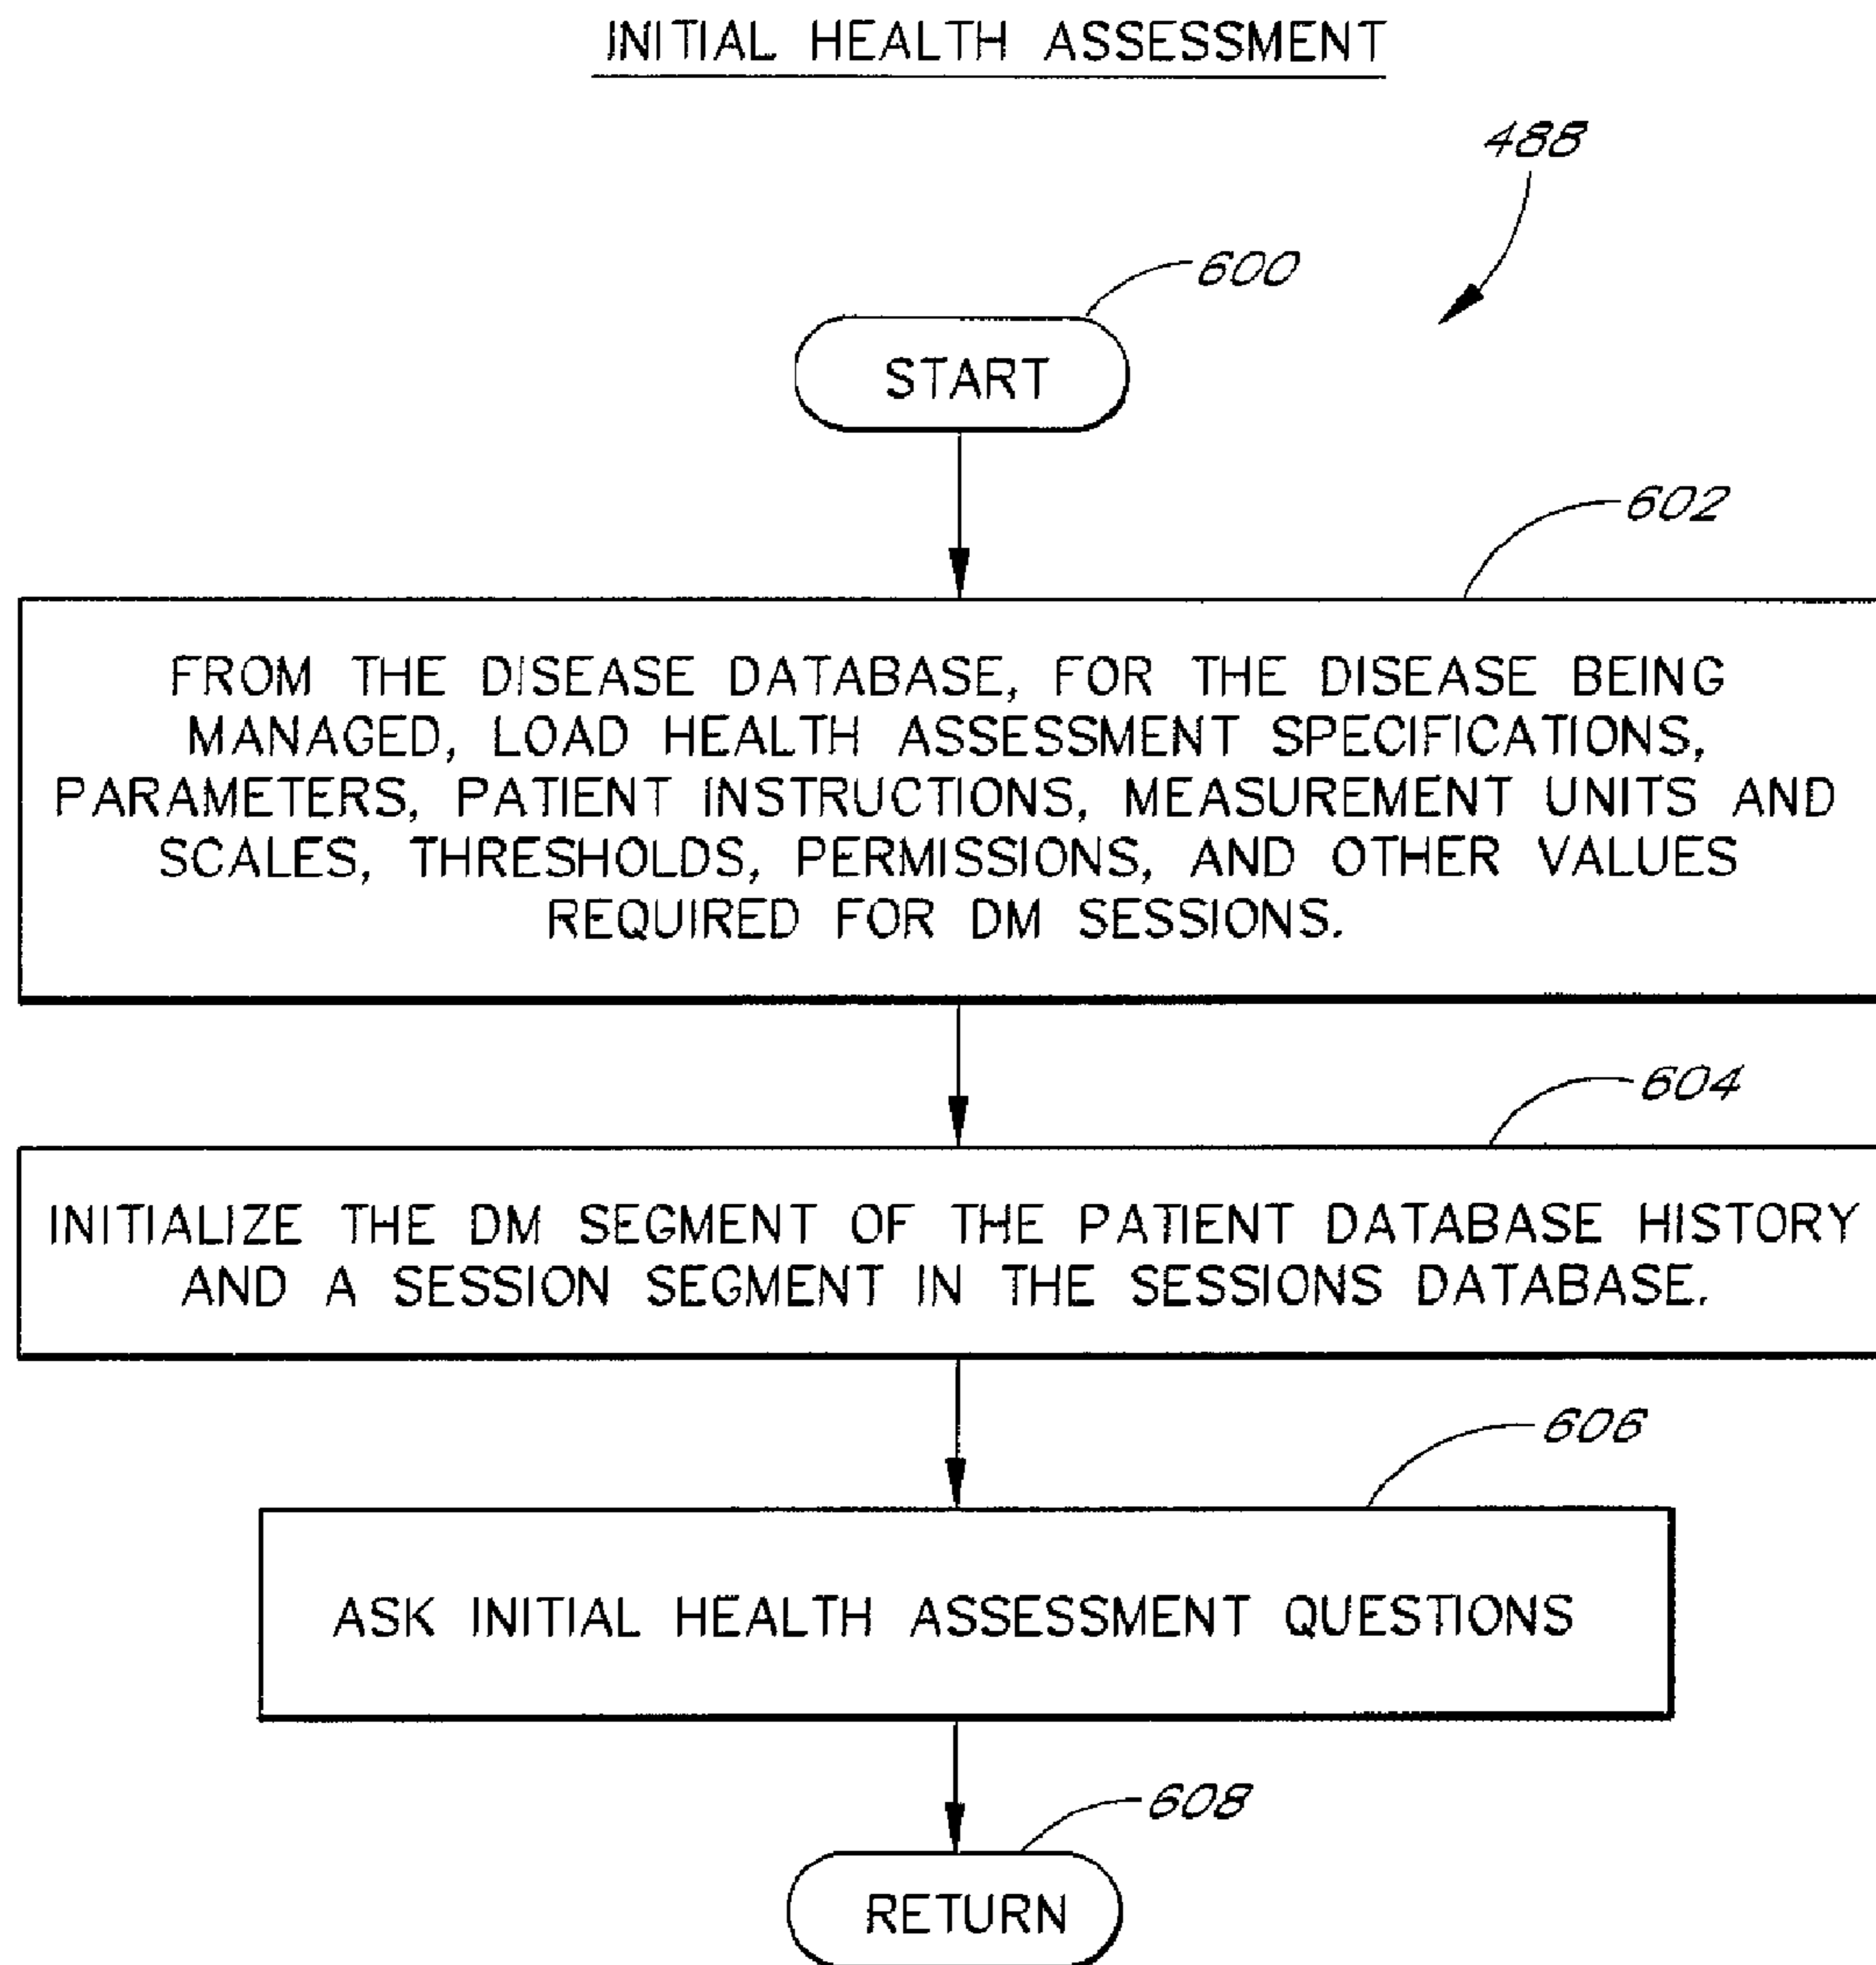 INITIAL HEALTH ASSESSMENT
488
600
START
602
FROM THE DISEASE DATABASE, FOR THE DISEASE BEING
MANAGED, LOAD HEALTH ASSESSMENT SPECIFICATIONS,
PARAMETERS, PATIENT INSTRUCTIONS, MEASUREMENT UNITS AND
SCALES, THRESHOLDS, PERMISSIONS, AND OTHER VALUES
REQUIRED FOR DM SESSIONS.
604
INITIALIZE THE DM SEGMENT OF THE PATIENT DATABASE HISTORY
AND A SESSION SEGMENT IN THE SESSIONS DATABASE.
606
ASK INITIAL HEALTH ASSESSMENT QUESTIONS
608
RETURN